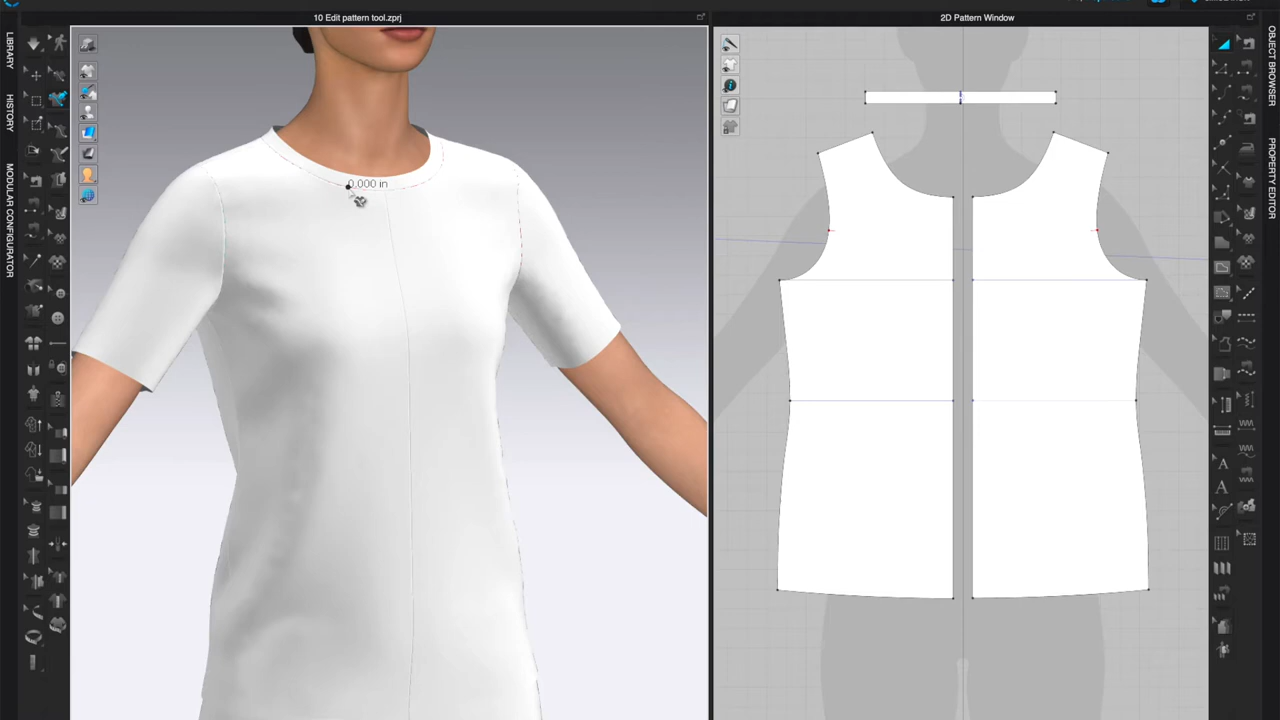 10 Edit pattern tool.zprj
2D Pattern Window
LIBRARY
HISTORY
MODULAR CONFIGURATOR
0.000 in
OBJECT BROWSER
PROPERTY EDITOR
A
A